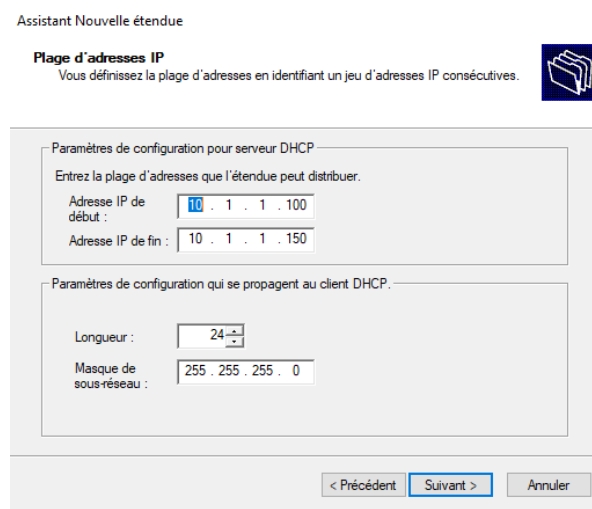 Assistant Nouvelle étendue
Plage d'adresses IP
Vous définissez la plage d'adresses en identifiant un jeu d'adresses IP consécutives.
Paramètres de configuration pour serveur DHCP
Entrez la plage d'adresses que l'étendue peut distribuer.
Adresse IP de début : 10 . 1 . 1 . 100
Adresse IP de fin : 10 . 1 . 1 . 150
Paramètres de configuration qui se propagent au client DHCP.
Longueur : 24
Masque de sous-réseau : 255 . 255 . 255 . 0
< Précédent Suivant > Annuler